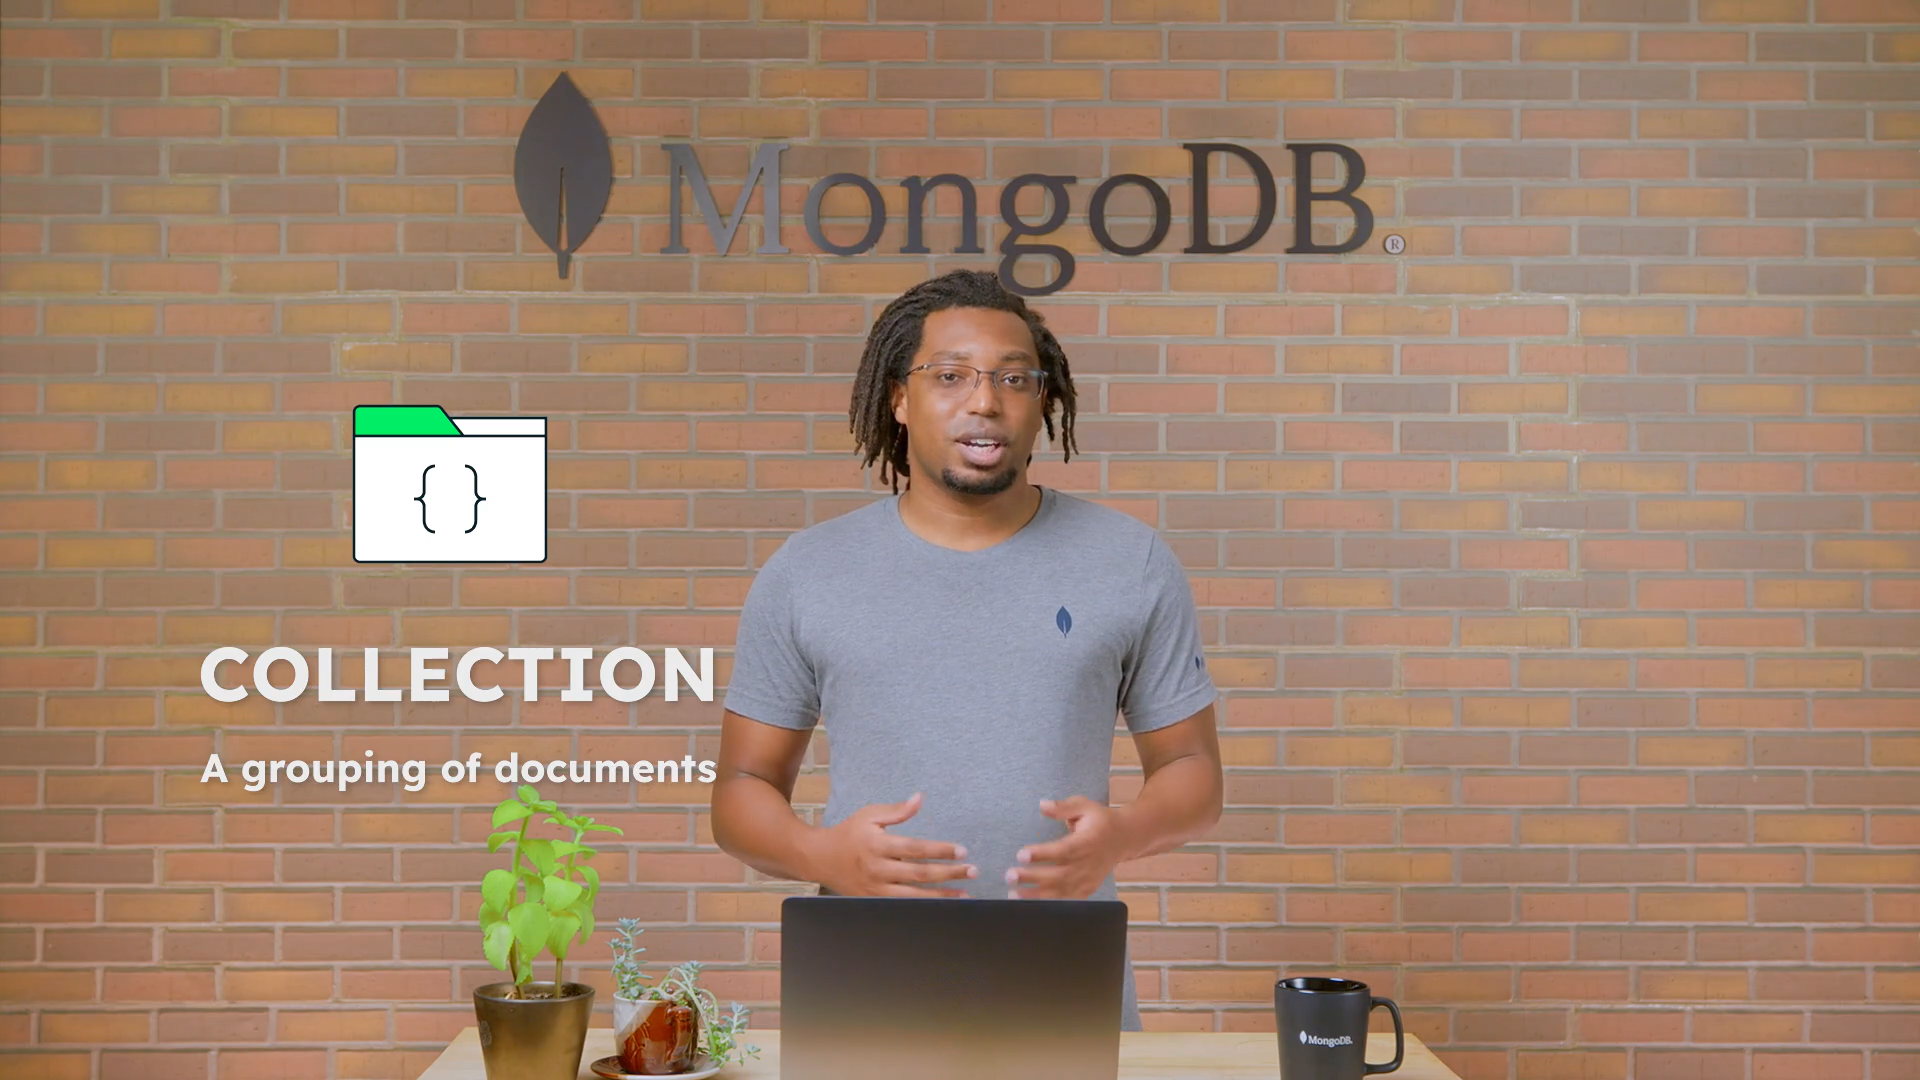 MongoDB®
{ }
COLLECTION
A grouping of documents
MongoDB.